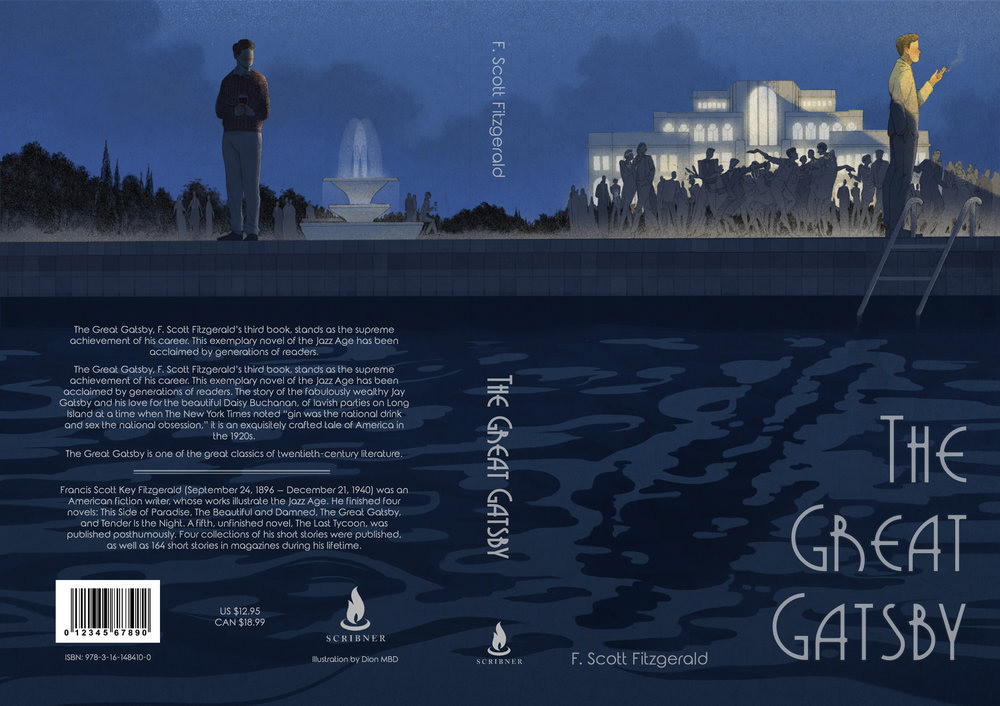 The Great Gatsby, F. Scott Fitzgerald's third book, stands as the supreme
achievement of his career. This exemplary novel of the Jazz Age has been
acclaimed by generations of readers.
The Great Gatsby, F. Scott Fitzgerald's third book, stands as the supreme
achievement of his career. This exemplary novel of the Jazz Age has been
acclaimed by generations of readers. The story of the fabulously wealthy Jay
Gatsby and his love for the beautiful Daisy Buchanan, of lavish parties on Long
Island at a time when The New York Times noted "gin was the national drink
and sex the national obsession," it is an exquisitely crafted tale of America in
the 1920s.
The Great Gatsby is one of the great classics of twentieth-century literature.
Francis Scott Key Fitzgerald (September 24, 1896 – December 21, 1940) was an
American fiction writer, whose works illustrate the Jazz Age. He finished four
novels: This Side of Paradise, The Beautiful and Damned, The Great Gatsby,
and Tender Is the Night. A fifth, unfinished novel, The Last Tycoon, was
published posthumously. Four collections of his short stories were published,
as well as 164 short stories in magazines during his lifetime.
0 12345 67890
ISBN: 978-3-16-148410-0
US $12.95
CAN $18.99
SCRIBNER
Illustration by Dion MBD
F. Scott Fitzgerald
THE GREAT GATSBY
SCRIBNER
THE
GREAT
GATSBY
F. Scott Fitzgerald